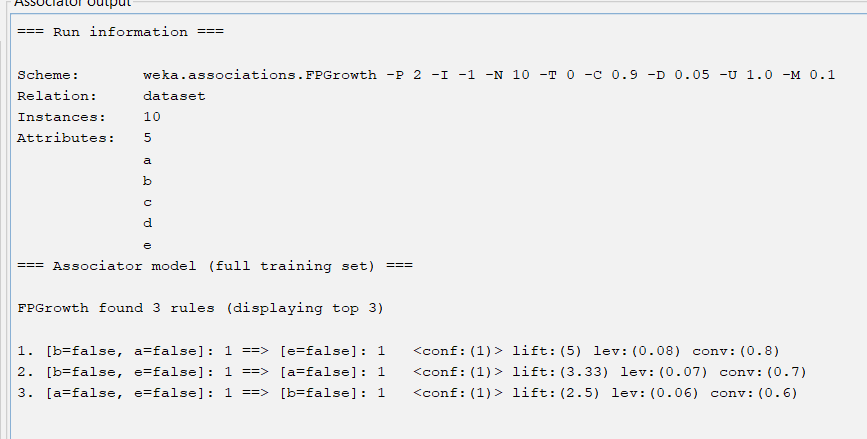 Associator output
=== Run information ===
Scheme:       weka.associations.FPGrowth -P 2 -I -1 -N 10 -T 0 -C 0.9 -D 0.05 -U 1.0 -M 0.1
Relation:     dataset
Instances:    10
Attributes:   5
              a
              b
              c
              d
              e
=== Associator model (full training set) ===
FPGrowth found 3 rules (displaying top 3)
1. [b=false, a=false]: 1 ==> [e=false]: 1   <conf:(1)> lift:(5) lev:(0.08) conv:(0.8)
2. [b=false, e=false]: 1 ==> [a=false]: 1   <conf:(1)> lift:(3.33) lev:(0.07) conv:(0.7)
3. [a=false, e=false]: 1 ==> [b=false]: 1   <conf:(1)> lift:(2.5) lev:(0.06) conv:(0.6)